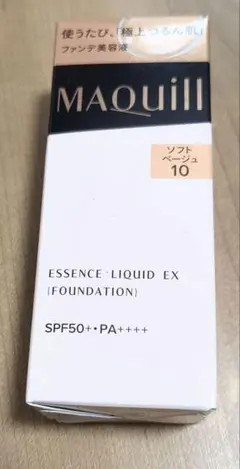 使うたび、「極上つるん肌」
ファンデ美容液
MAQuill
ソフト
ベージュ
10
ESSENCE LIQUID EX
(FOUNDATION)
SPF50+・PA++++